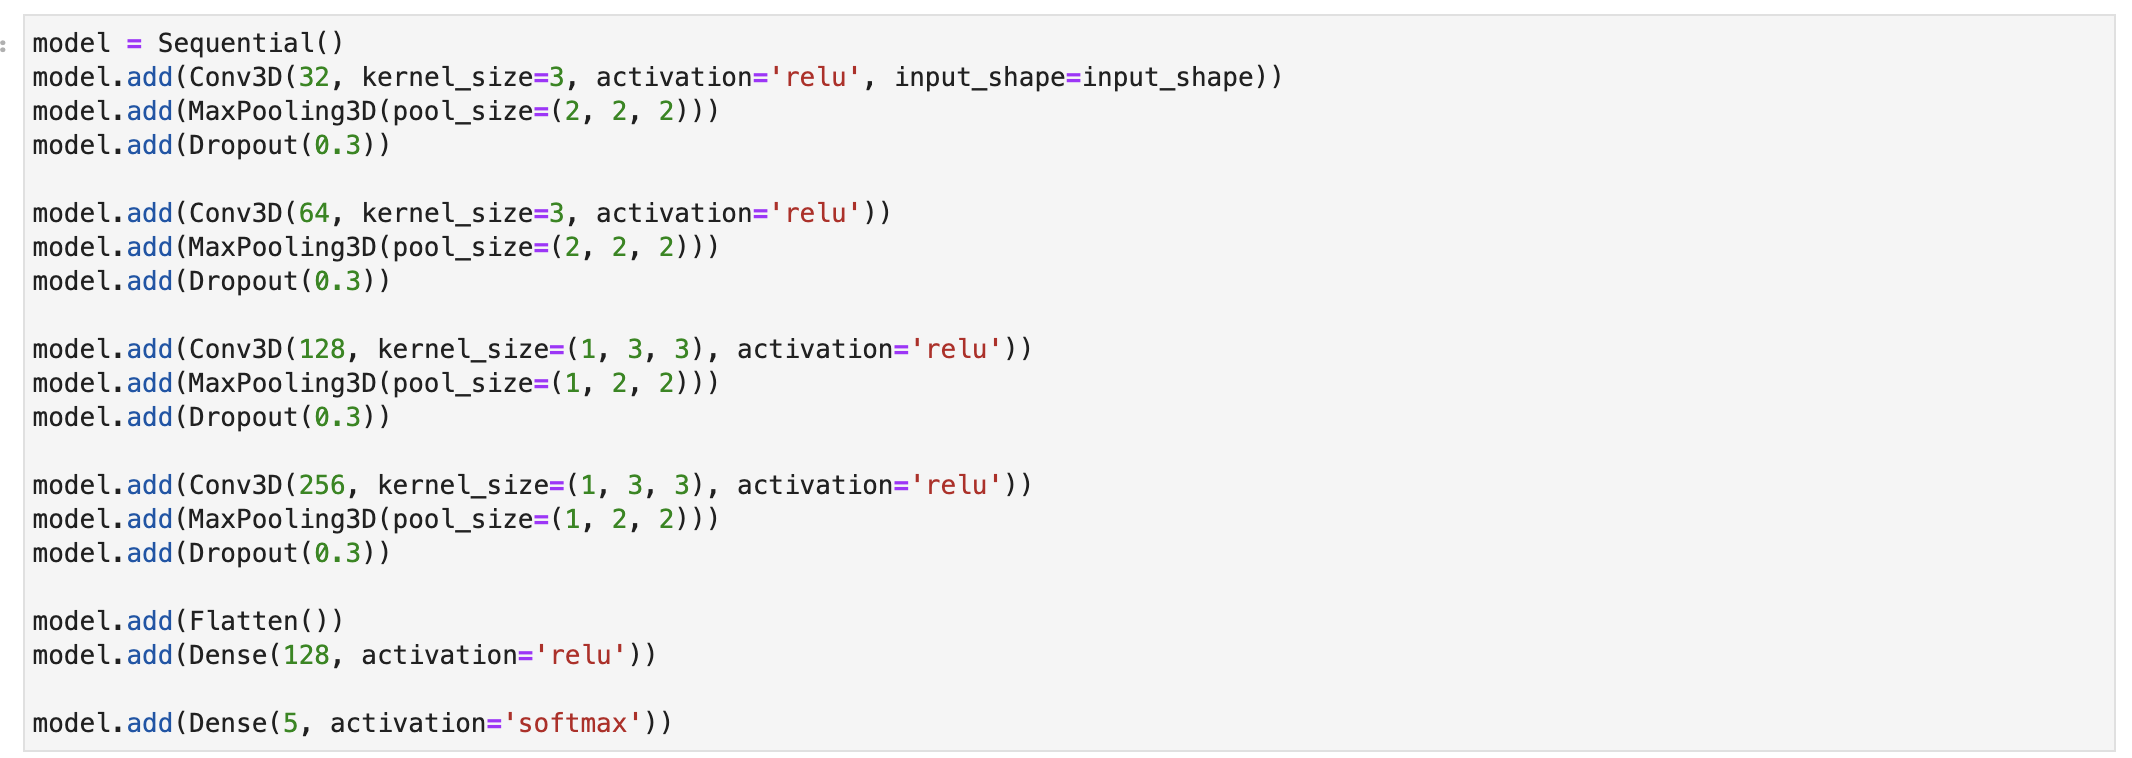 model = Sequential()
model.add(Conv3D(32, kernel_size=3, activation='relu', input_shape=input_shape))
model.add(MaxPooling3D(pool_size=(2, 2, 2)))
model.add(Dropout(0.3))

model.add(Conv3D(64, kernel_size=3, activation='relu'))
model.add(MaxPooling3D(pool_size=(2, 2, 2)))
model.add(Dropout(0.3))

model.add(Conv3D(128, kernel_size=(1, 3, 3), activation='relu'))
model.add(MaxPooling3D(pool_size=(1, 2, 2)))
model.add(Dropout(0.3))

model.add(Conv3D(256, kernel_size=(1, 3, 3), activation='relu'))
model.add(MaxPooling3D(pool_size=(1, 2, 2)))
model.add(Dropout(0.3))

model.add(Flatten())
model.add(Dense(128, activation='relu'))

model.add(Dense(5, activation='softmax'))